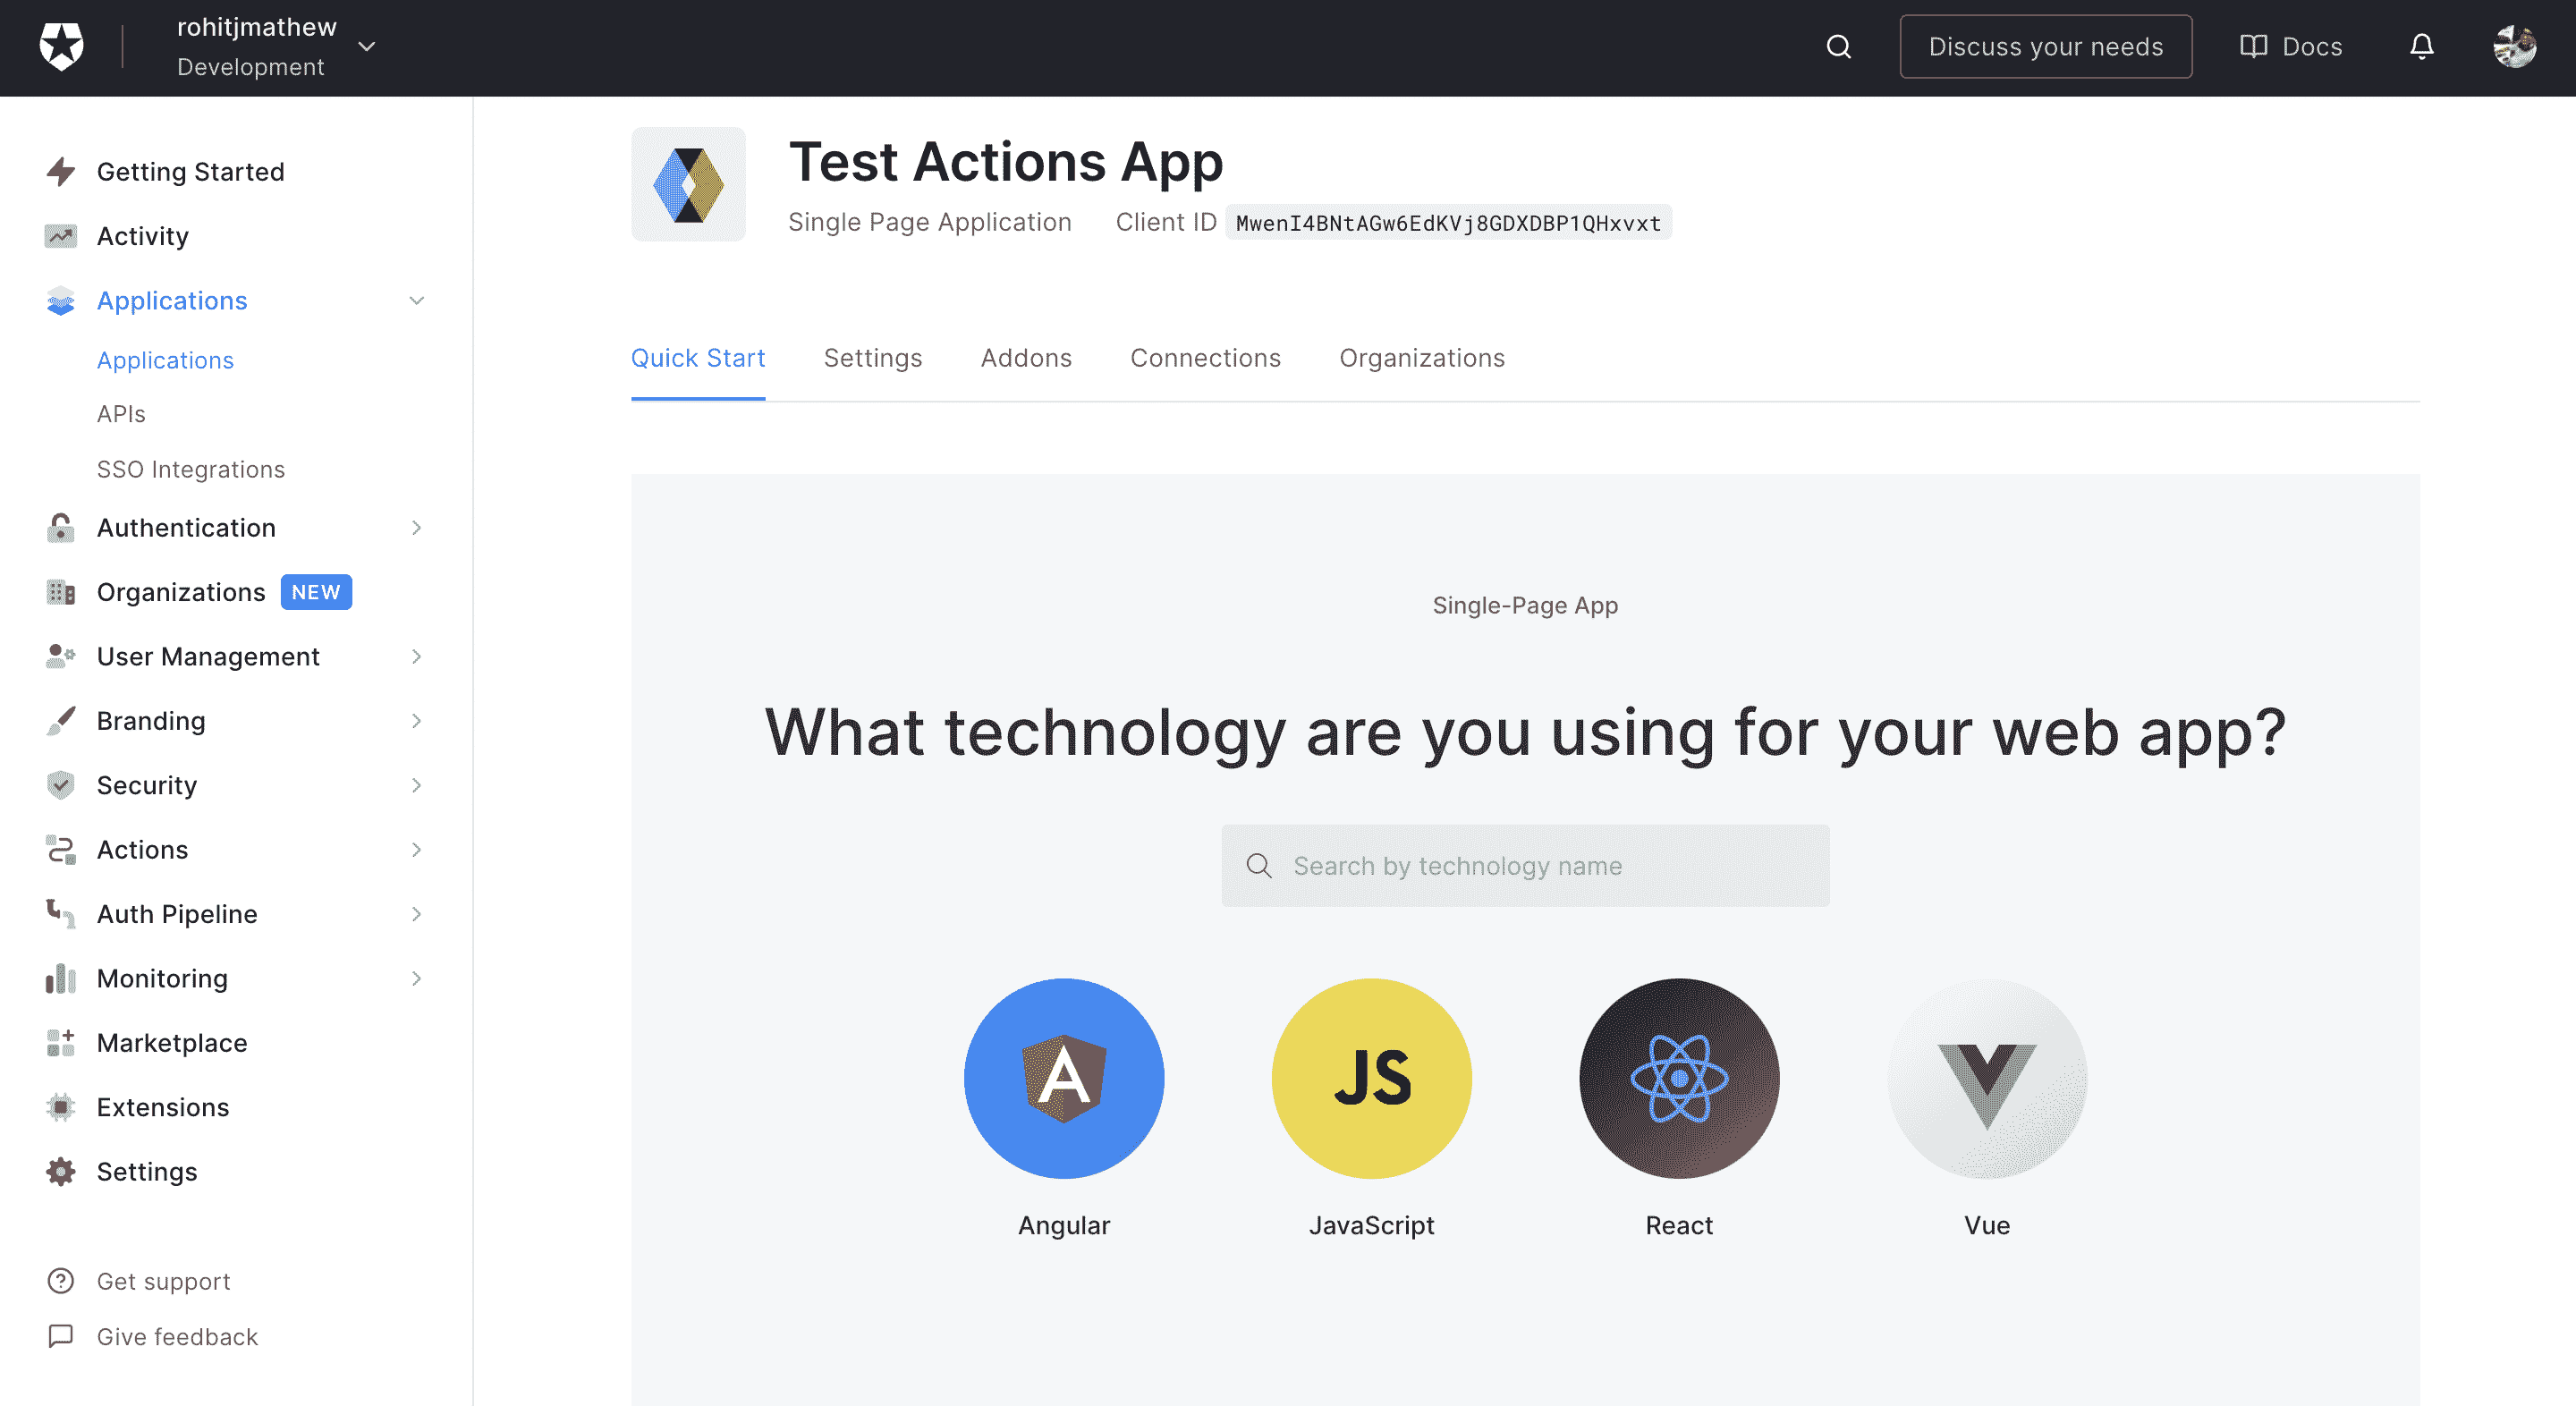 rohitjmathew
Development
Discuss your needs
Docs
Getting Started
Activity
Applications
Applications
APIs
SSO Integrations
Authentication
Organizations NEW
User Management
Branding
Security
Actions
Auth Pipeline
Monitoring
Marketplace
Extensions
Settings
Get support
Give feedback
Test Actions App
Single Page Application Client ID MwenI4BNtAGw6EdKVj8GDXDBP1QHxvxt
Quick Start Settings Addons Connections Organizations
Single-Page App
What technology are you using for your web app?
Search by technology name
JS
Angular JavaScript React Vue